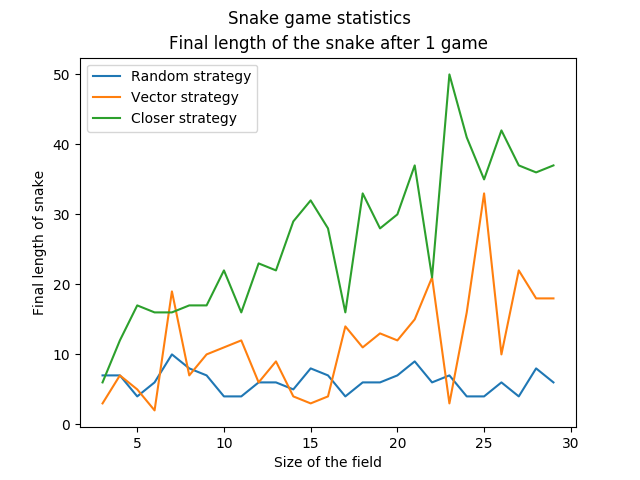 Snake game statistics
Final length of the snake after 1 game
Random strategy
Vector strategy
Closer strategy
Final length of snake
50
40
30
20
10
0
5
10
15
20
25
30
Size of the field